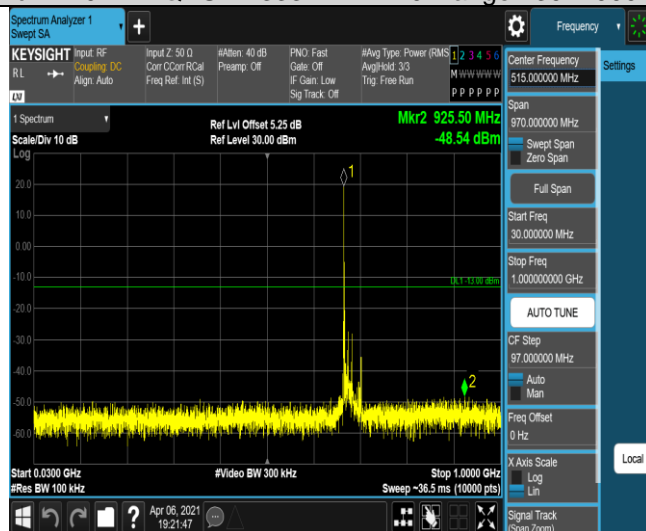 Spectrum Analyzer 1
Swept SA
+
Frequency
KEYSIGHT
RL
LXI
Input: RF
Coupling: DC
Align: Auto
Input Z: 50 Ω
Corr CCorr RCal
Freq Ref: Int (S)
#Atten: 40 dB
Preamp: Off
PNO: Fast
Gate: Off
IF Gain: Low
Sig Track: Off
#Avg Type: Power (RMS
Avg|Hold: 3/3
Trig: Free Run
1 2 3 4 5 6
M W W W W W
P P P P P P
1 Spectrum
Scale/Div 10 dB
Log
Ref Lvl Offset 5.25 dB
Ref Level 30.00 dBm
Mkr2 925.50 MHz
-48.54 dBm
20.0
0.00
-10.0
-30.0
-40.0
-50.0
-60.0
1
DL1 -13.00 dBm
2
Start 0.0300 GHz
#Res BW 100 kHz
#Video BW 300 kHz
Stop 1.0000 GHz
Sweep ~36.5 ms (10000 pts)
?
Apr 06, 2021
19:21:47
Center Frequency
515.000000 MHz
Span
970.000000 MHz
Swept Span
Zero Span
Full Span
Start Freq
30.000000 MHz
Stop Freq
1.000000000 GHz
AUTO TUNE
CF Step
97.000000 MHz
Auto
Man
Freq Offset
0 Hz
X Axis Scale
Log
Lin
Signal Track
(Span Zoom)
Settings
Local